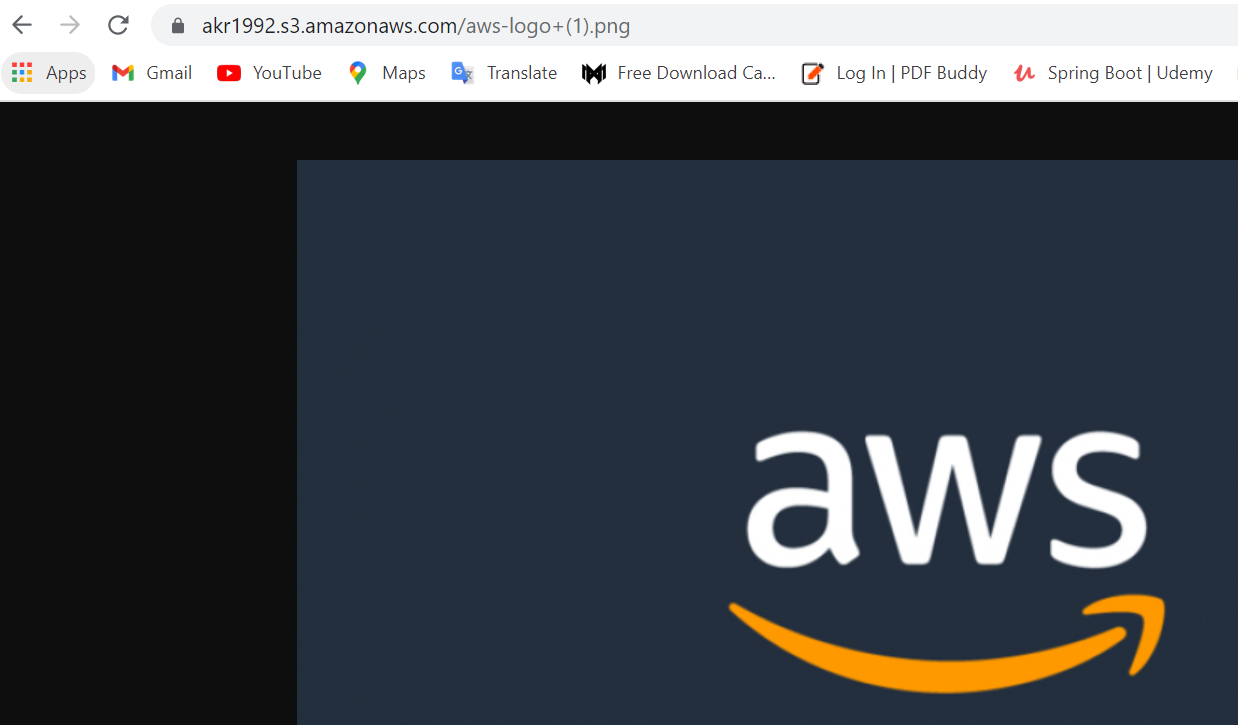 akr1992.s3.amazonaws.com/aws-logo+(1).png
Apps Gmail YouTube Maps Translate Free Download Ca... Log In | PDF Buddy Spring Boot | Udemy
aws